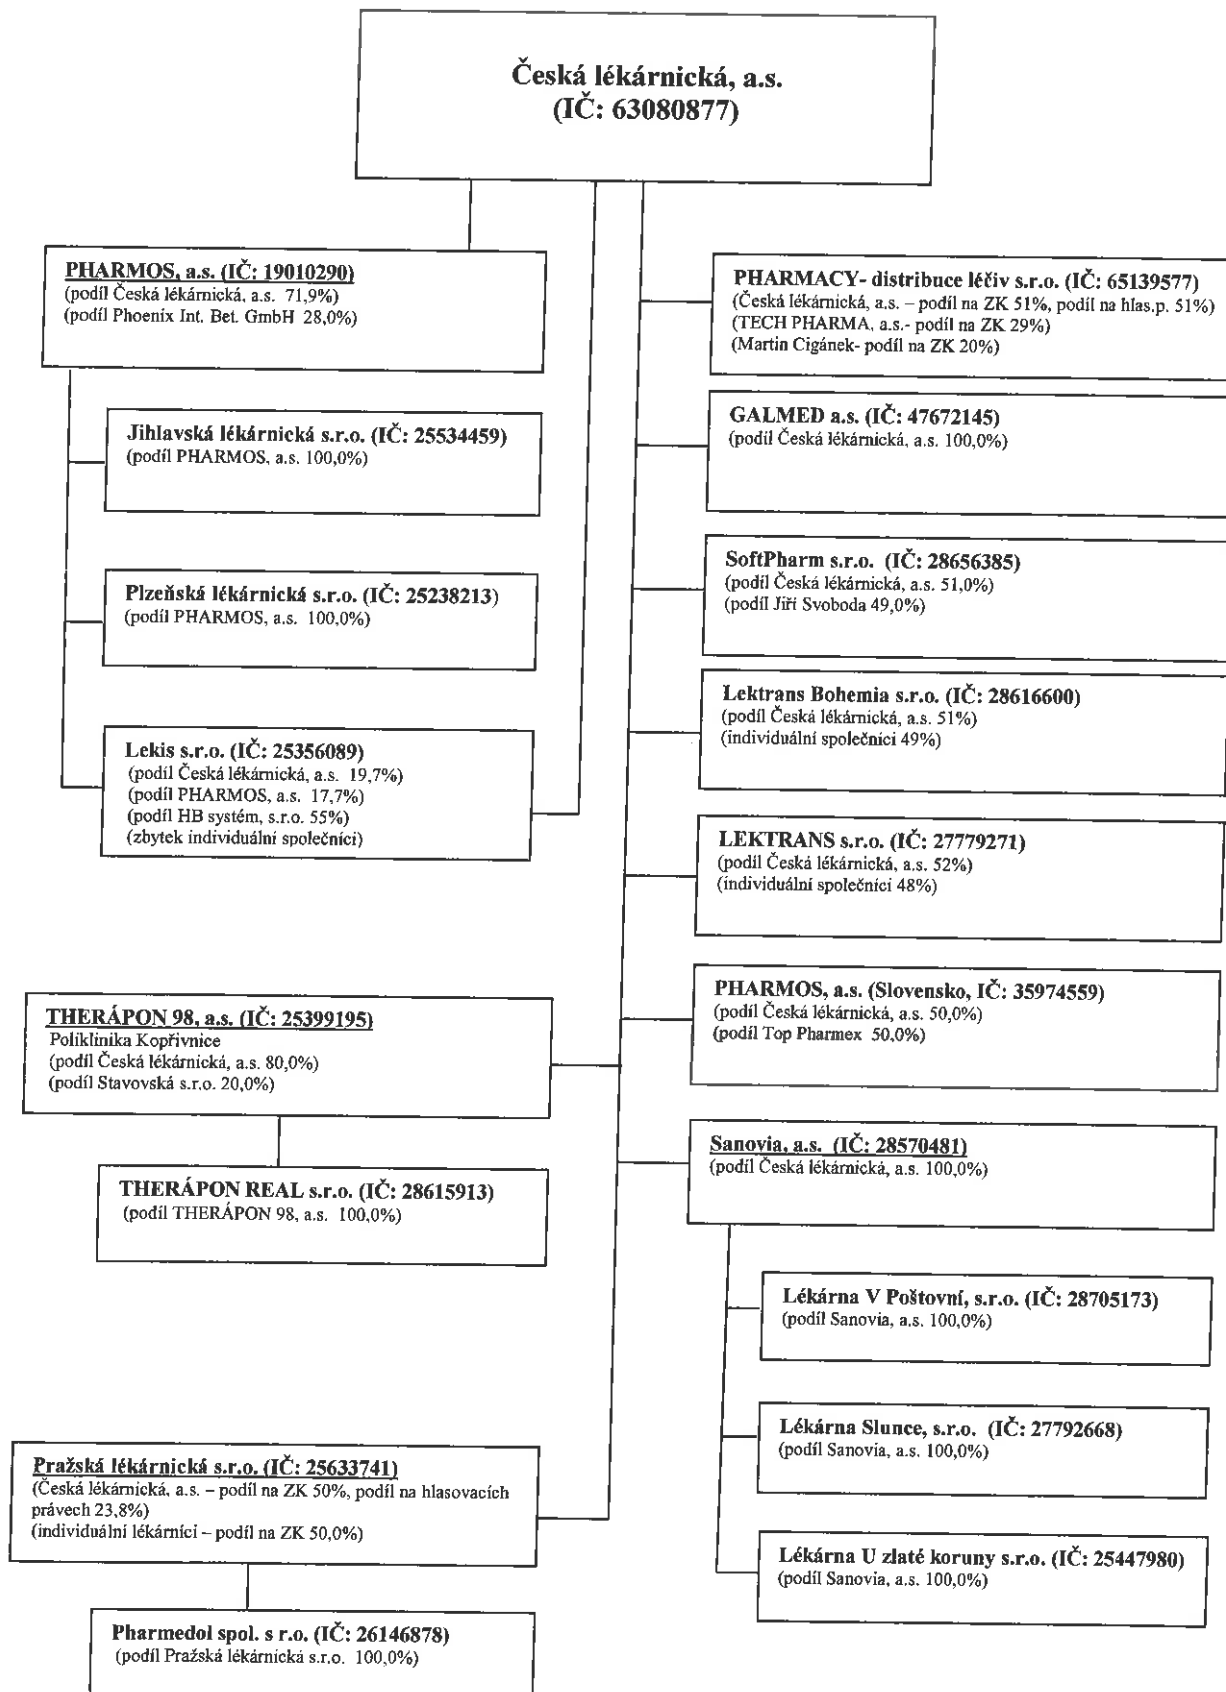 Česká lékárnická, a.s.
(IČ: 63080877)
PHARMOS, a.s. (IČ: 19010290)
(podíl Česká lékárnická, a.s. 71,9%)
(podíl Phoenix Int. Bet. GmbH 28,0%)
Jihlavská lékárnická s.r.o. (IČ: 25534459)
(podíl PHARMOS, a.s. 100,0%)
Plzeňská lékárnická s.r.o. (IČ: 25238213)
(podíl PHARMOS, a.s. 100,0%)
Lekis s.r.o. (IČ: 25356089)
(podíl Česká lékárnická, a.s. 19,7%)
(podíl PHARMOS, a.s. 17,7%)
(podíl HB systém, s.r.o. 55%)
(zbytek individuální společníci)
THERÁPON 98, a.s. (IČ: 25399195)
Poliklinika Kopřivnice
(podíl Česká lékárnická, a.s. 80,0%)
(podíl Stavovská s.r.o. 20,0%)
THERÁPON REAL s.r.o. (IČ: 28615913)
(podíl THERÁPON 98, a.s. 100,0%)
Pražská lékárnická s.r.o. (IČ: 25633741)
(Česká lékárnická, a.s. – podíl na ZK 50%, podíl na hlasovacích
právech 23,8%)
(individuální lékárníci – podíl na ZK 50,0%)
Pharmedol spol. s r.o. (IČ: 26146878)
(podíl Pražská lékárnická s.r.o. 100,0%)
PHARMACY- distribuce léčiv s.r.o. (IČ: 65139577)
(Česká lékárnická, a.s. – podíl na ZK 51%, podíl na hlas.p. 51%)
(TECH PHARMA, a.s.- podíl na ZK 29%)
(Martin Cigánek- podíl na ZK 20%)
GALMED a.s. (IČ: 47672145)
(podíl Česká lékárnická, a.s. 100,0%)
SoftPharm s.r.o. (IČ: 28656385)
(podíl Česká lékárnická, a.s. 51,0%)
(podíl Jiří Svoboda 49,0%)
Lektrans Bohemia s.r.o. (IČ: 28616600)
(podíl Česká lékárnická, a.s. 51%)
(individuální společníci 49%)
LEKTRANS s.r.o. (IČ: 27779271)
(podíl Česká lékárnická, a.s. 52%)
(individuální společníci 48%)
PHARMOS, a.s. (Slovensko, IČ: 35974559)
(podíl Česká lékárnická, a.s. 50,0%)
(podíl Top Pharmex 50,0%)
Sanovia, a.s. (IČ: 28570481)
(podíl Česká lékárnická, a.s. 100,0%)
Lékárna V Poštovní, s.r.o. (IČ: 28705173)
(podíl Sanovia, a.s. 100,0%)
Lékárna Slunce, s.r.o. (IČ: 27792668)
(podíl Sanovia, a.s. 100,0%)
Lékárna U zlaté koruny s.r.o. (IČ: 25447980)
(podíl Sanovia, a.s. 100,0%)